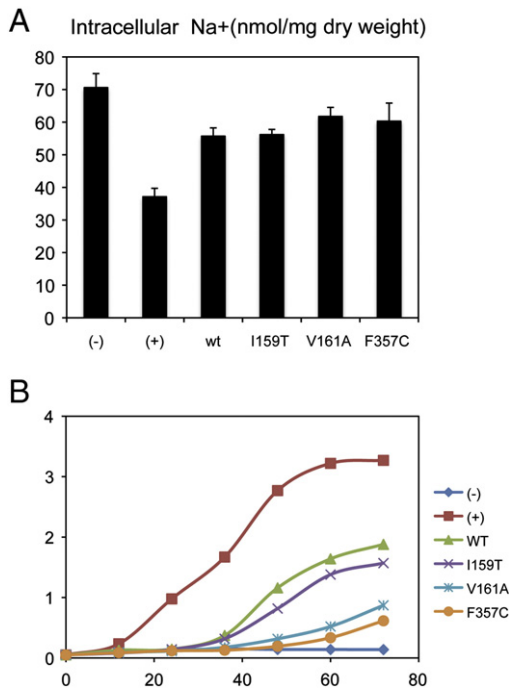 A
Intracellular Na+(nmol/mg dry weight)
80
70
60
50
40
30
20
10
0
(-) (+) wt I159T V161A F357C
B
4
3
2
1
0
0 20 40 60 80
(-)
(+)
WT
I159T
V161A
F357C